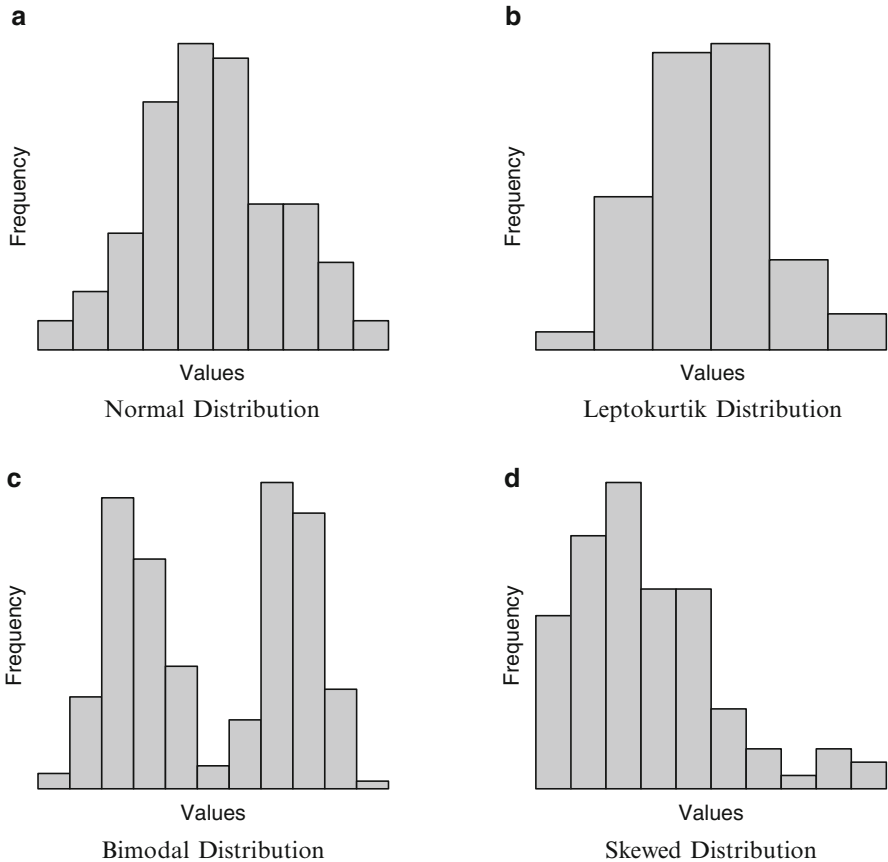 a
Frequency
Values
Normal Distribution
b
Frequency
Values
Leptokurtik Distribution
c
Frequency
Values
Bimodal Distribution
d
Frequency
Values
Skewed Distribution